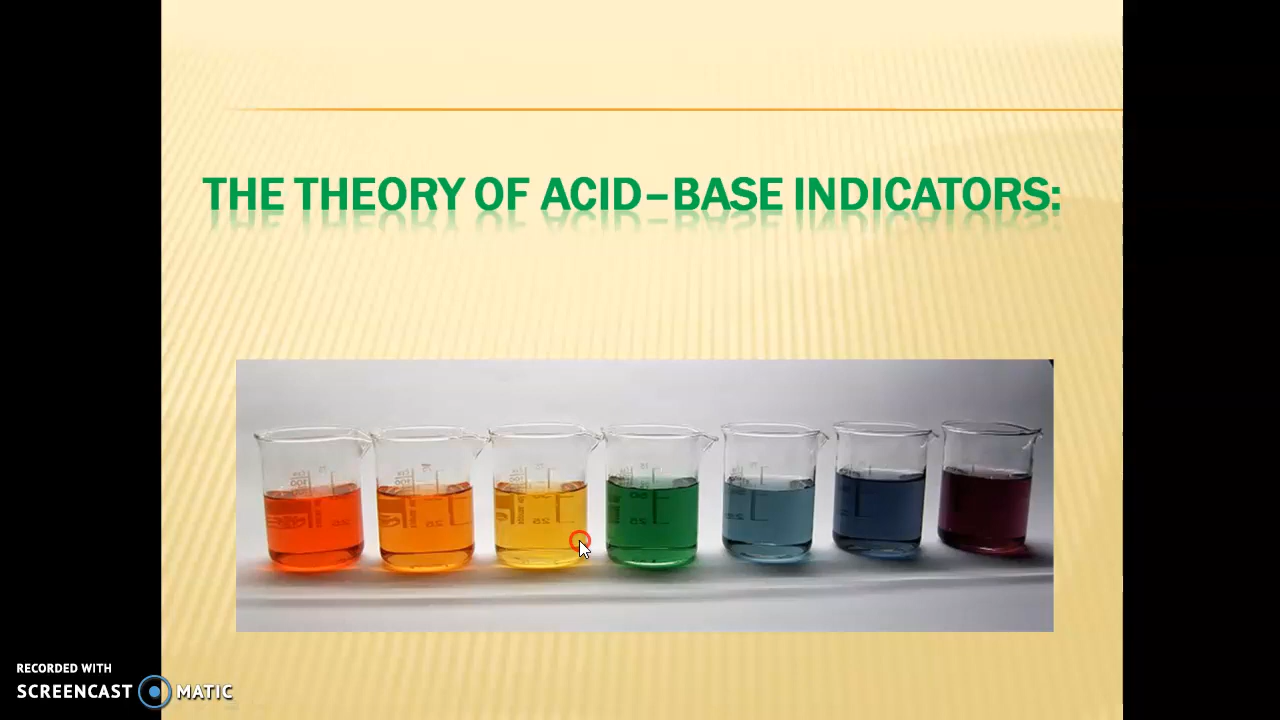 THE THEORY OF ACID–BASE INDICATORS:
RECORDED WITH
SCREENCAST MATIC